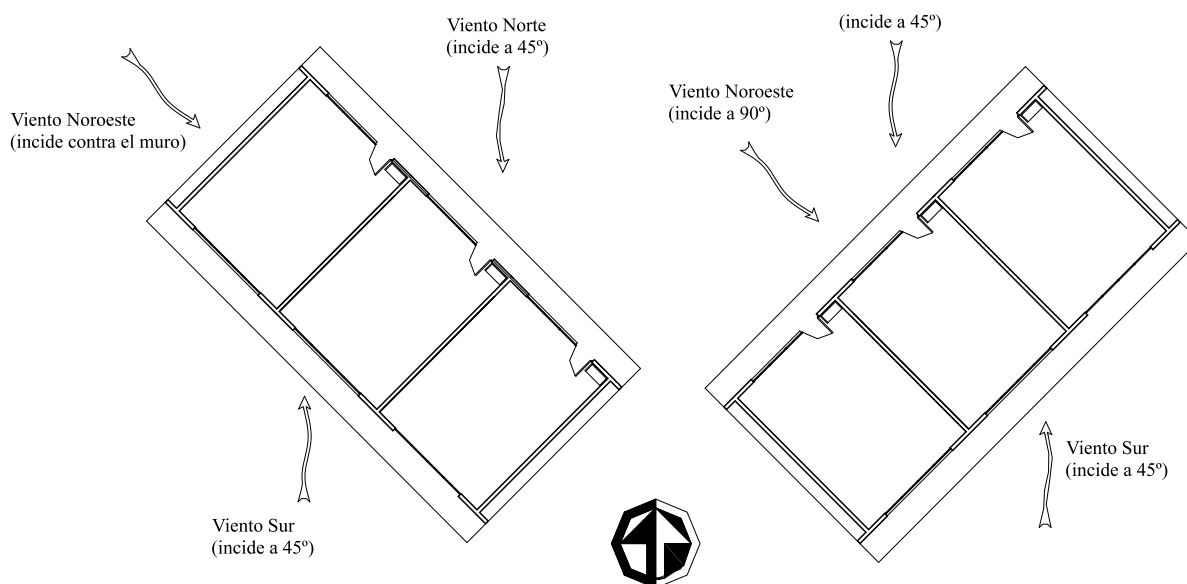 Viento Norte
(incide a 45º)
Viento Noroeste
(incide contra el muro)
Viento Sur
(incide a 45º)
(incide a 45º)
Viento Noroeste
(incide a 90º)
Viento Sur
(incide a 45º)